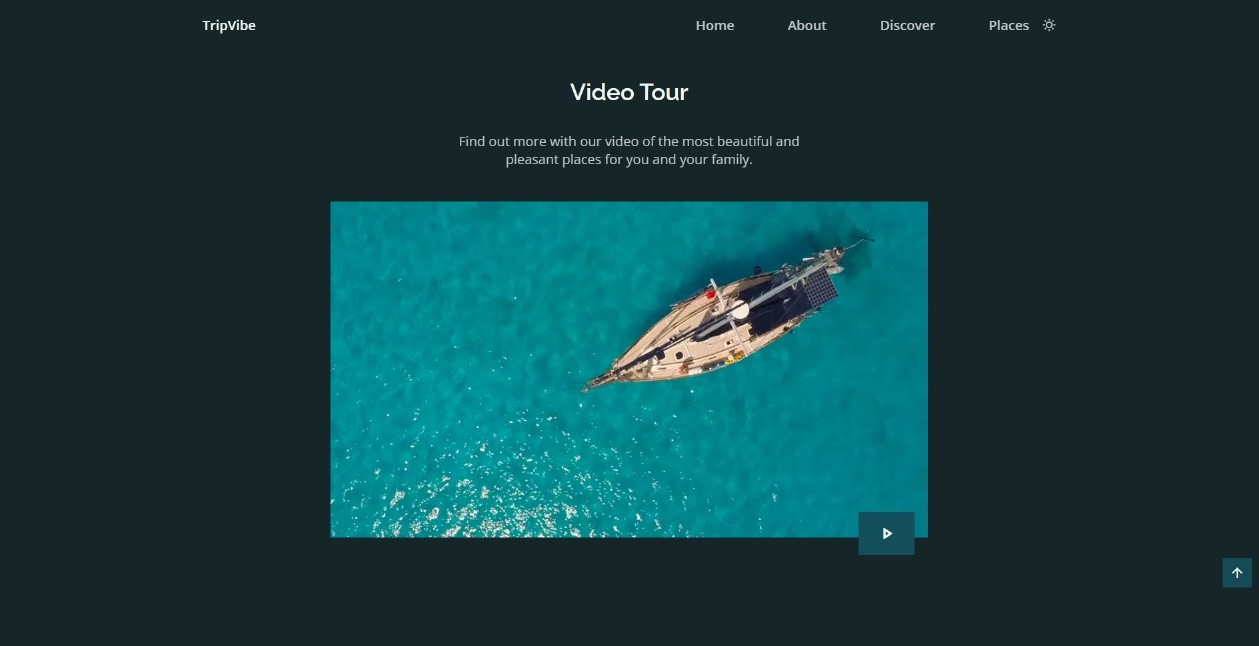 TripVibe
Home
About
Discover
Places
Video Tour
Find out more with our video of the most beautiful and
pleasant places for you and your family.